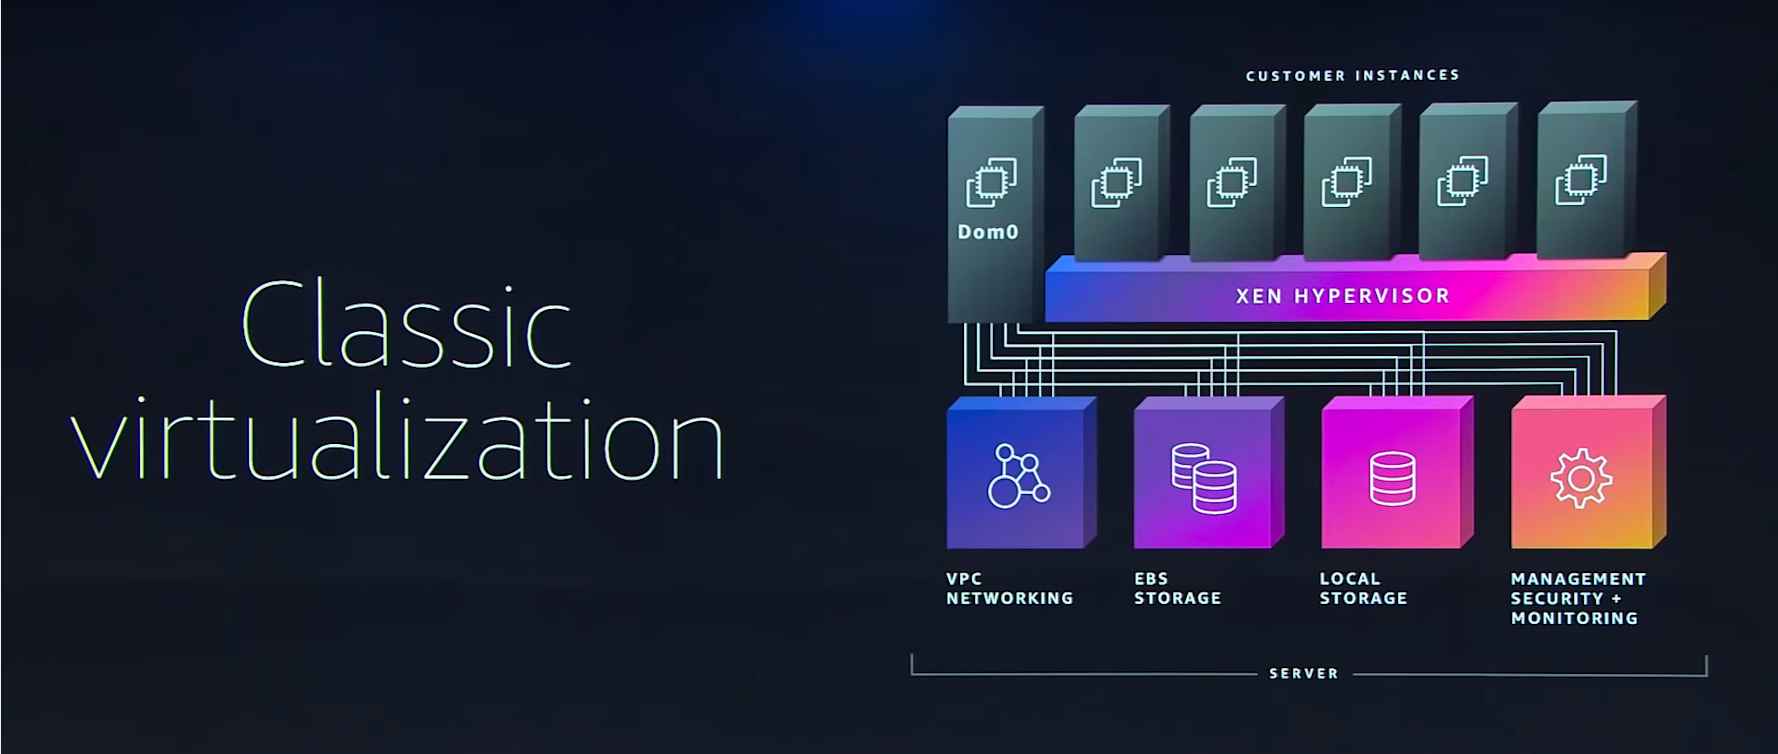 Classic
virtualization
CUSTOMER INSTANCES
Dom0
XEN HYPERVISOR
VPC
NETWORKING
EBS
STORAGE
LOCAL
STORAGE
MANAGEMENT
SECURITY +
MONITORING
SERVER